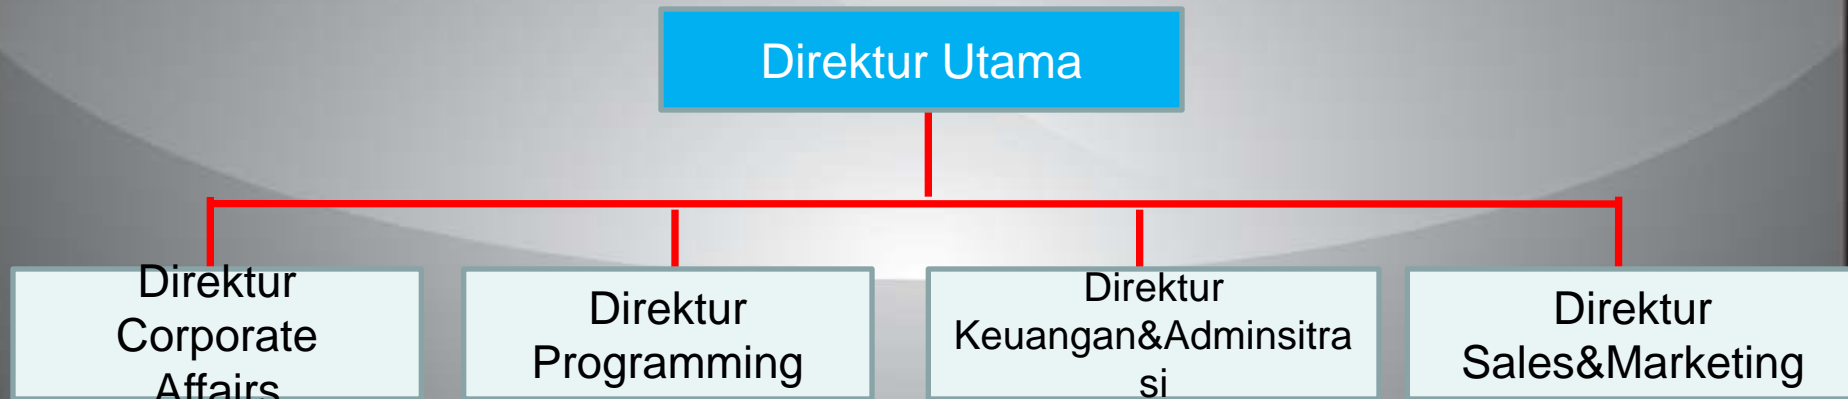 Direktur Utama
Direktur
Corporate
Affairs
Direktur
Programming
Direktur
Keuangan&Adminsitra
si
Direktur
Sales&Marketing